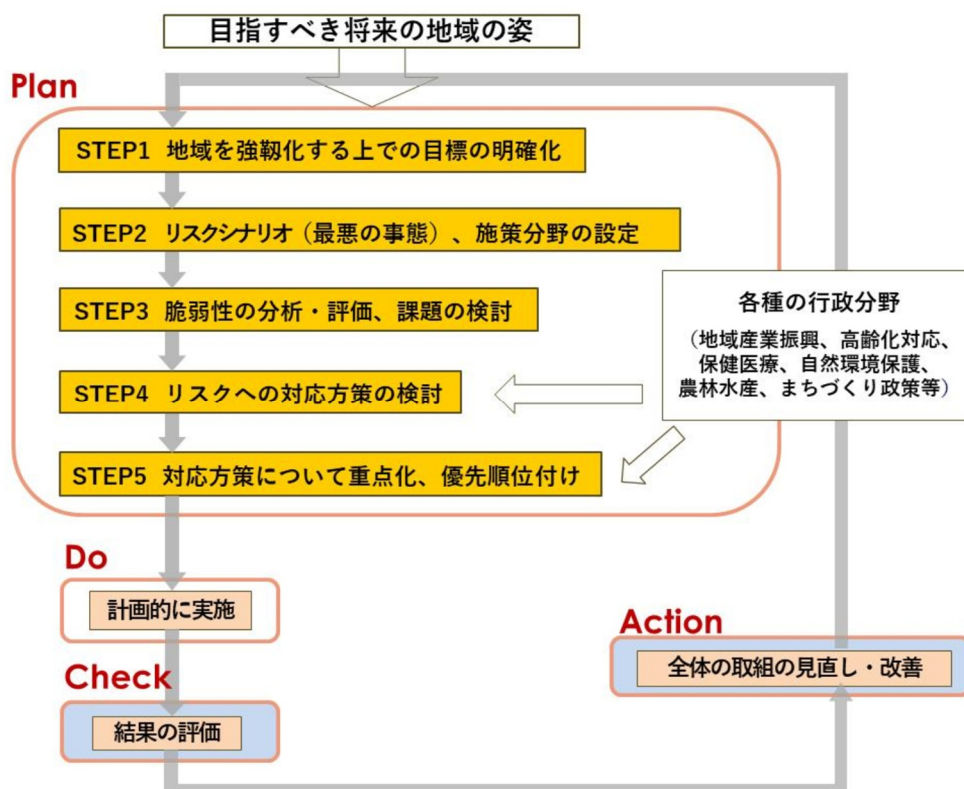 目指すべき将来の地域の姿
Plan
STEP1 地域を強靱化する上での目標の明確化
STEP2 リスクシナリオ（最悪の事態）、施策分野の設定
STEP3 脆弱性の分析・評価、課題の検討
STEP4 リスクへの対応方策の検討
STEP5 対応方策について重点化、優先順位付け
各種の行政分野
（地域産業振興、高齢化対応、
保健医療、自然環境保護、
農林水産、まちづくり政策等）
Do
計画的に実施
Check
結果の評価
Action
全体の取組の見直し・改善